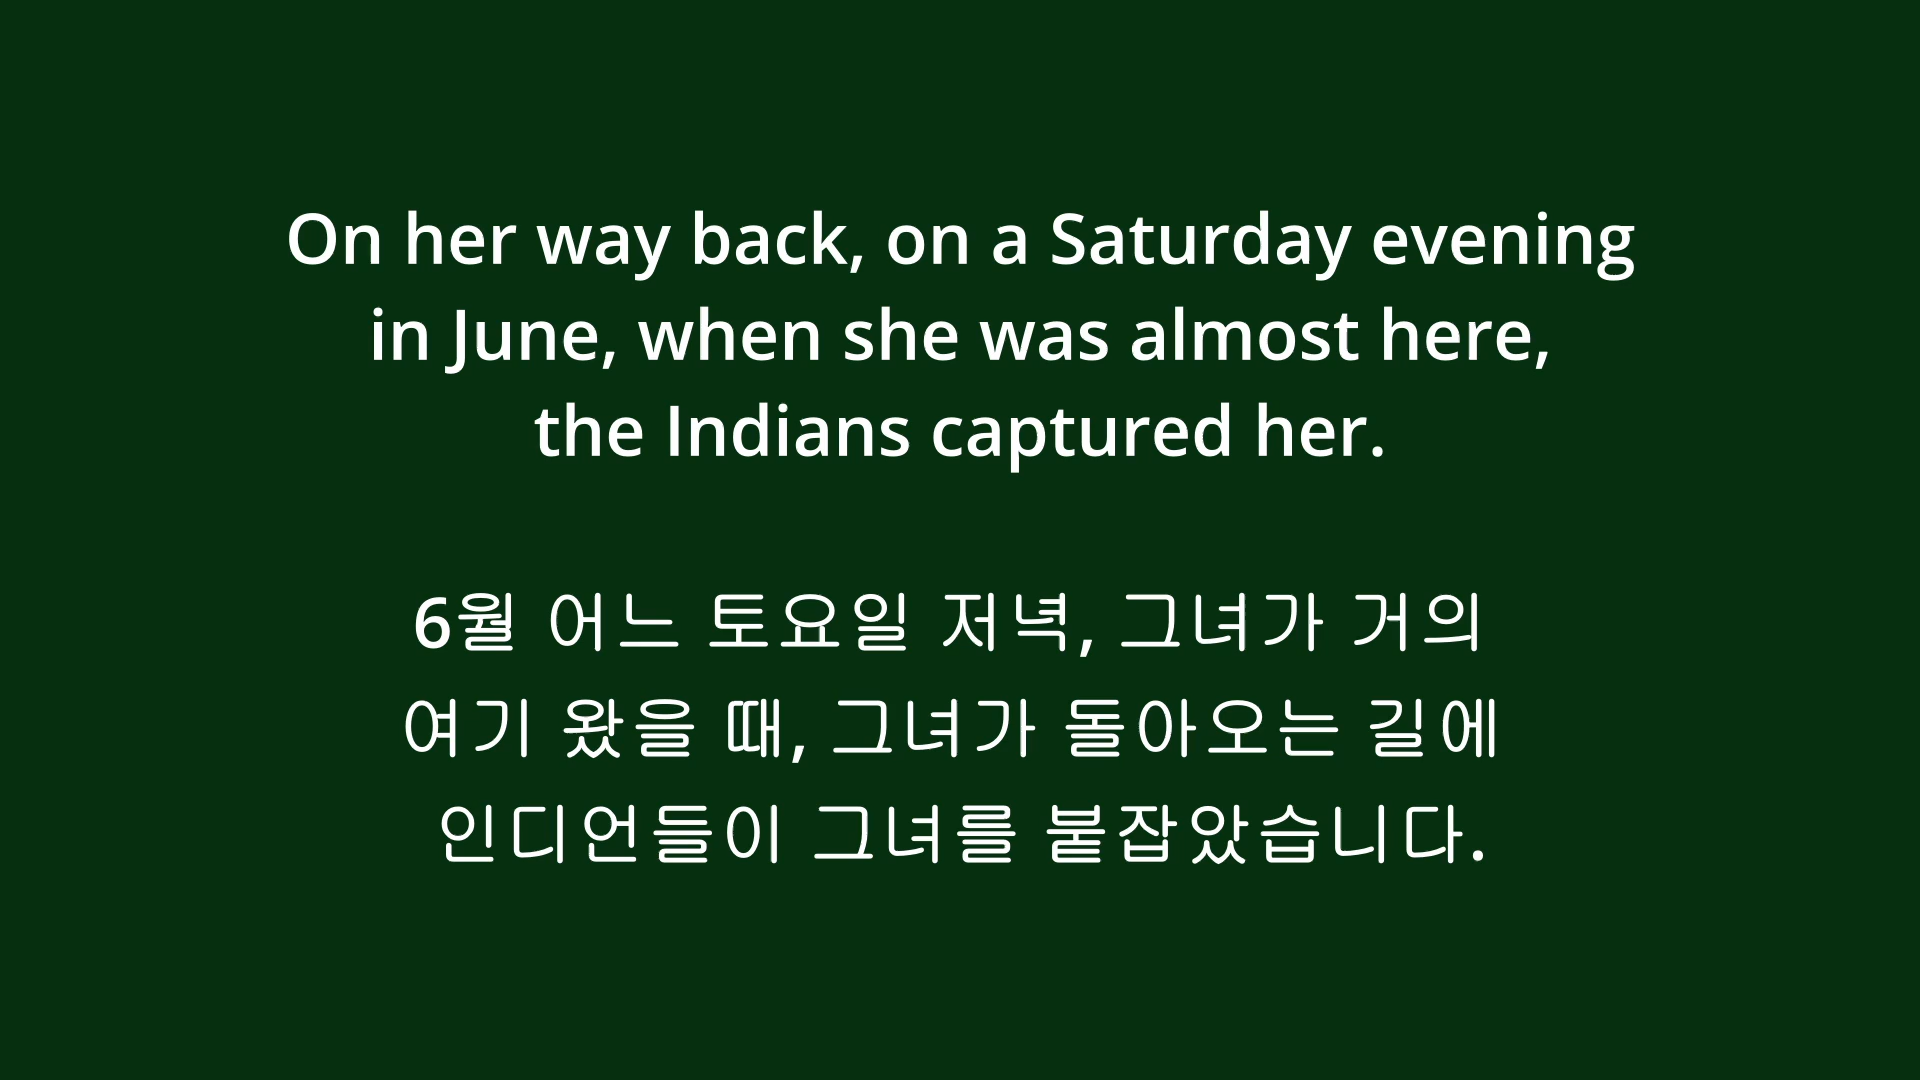 On her way back, on a Saturday evening
in June, when she was almost here,
the Indians captured her.
6월 어느 토요일 저녁, 그녀가 거의
여기 왔을 때, 그녀가 돌아오는 길에
인디언들이 그녀를 붙잡았습니다.